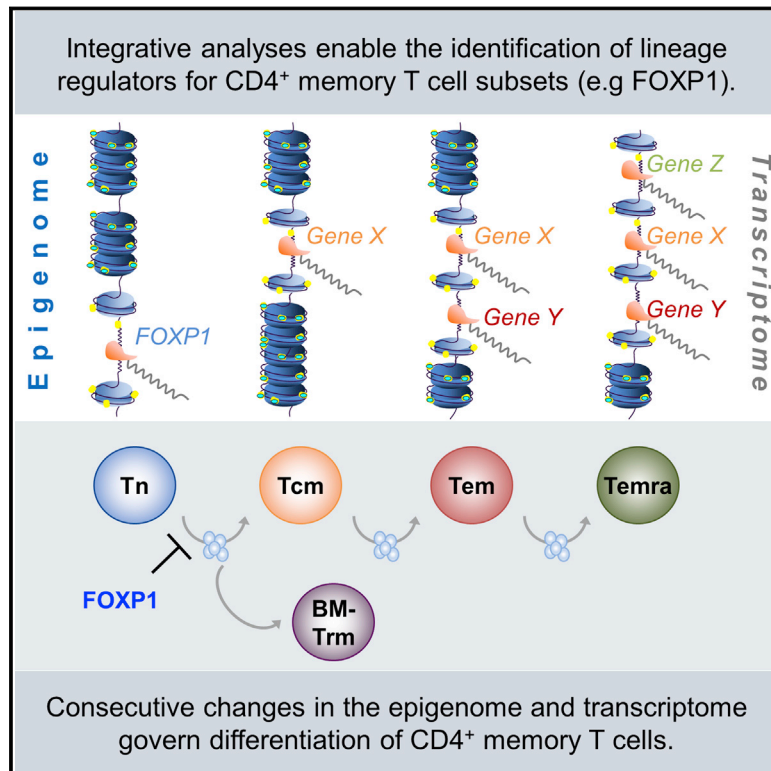 Integrative analyses enable the identification of lineage
regulators for CD4⁺ memory T cell subsets (e.g FOXP1).
Epigenome
Transcriptome
FOXP1
Gene X
Gene X
Gene Y
Gene Z
Gene X
Gene Y
Tn
Tcm
Tem
Temra
FOXP1
BM-
Trm
Consecutive changes in the epigenome and transcriptome
govern differentiation of CD4⁺ memory T cells.